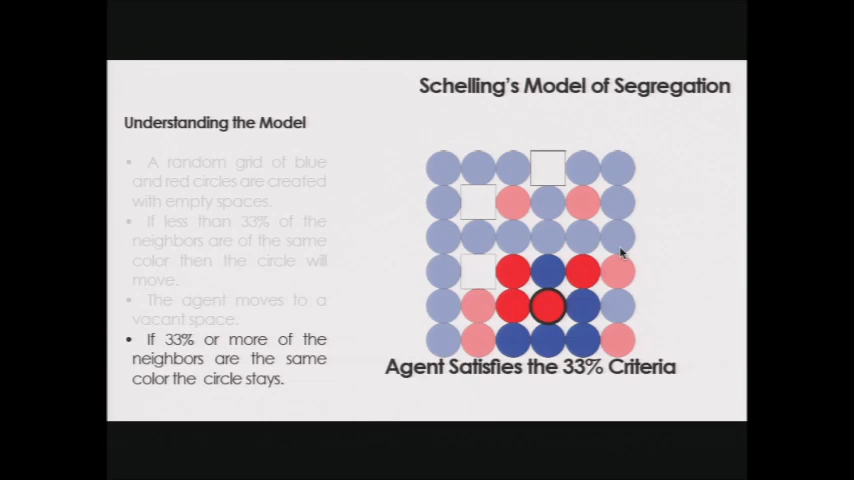 Schelling's Model of Segregation
Understanding the Model
• A random grid of blue
and red circles are created
with empty spaces.
• If less than 33% of the
neighbors are of the same
color then the circle will
move.
• The agent moves to a
vacant space.
• If 33% or more of the
neighbors are the same
color the circle stays.
Agent Satisfies the 33% Criteria